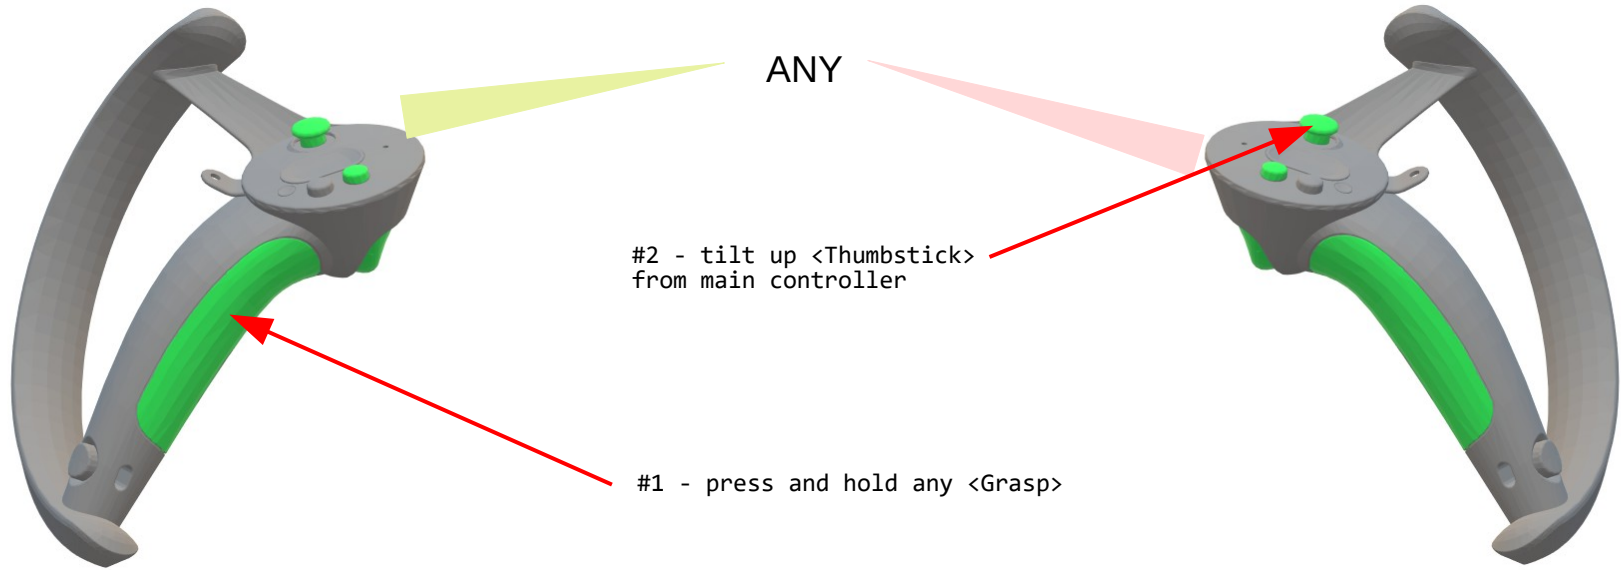 ANY
#2 - tilt up <Thumbstick>
from main controller
#1 - press and hold any <Grasp>